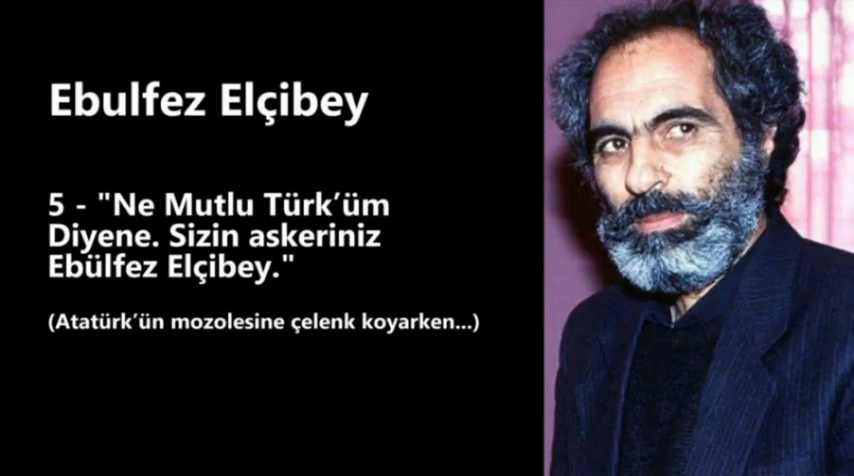 Ebulfez Elçibey
5 - "Ne Mutlu Türk’üm
Diyene. Sizin askeriniz
Ebülfez Elçibey."
(Atatürk’ün mozolesine çelenk koyarken...)